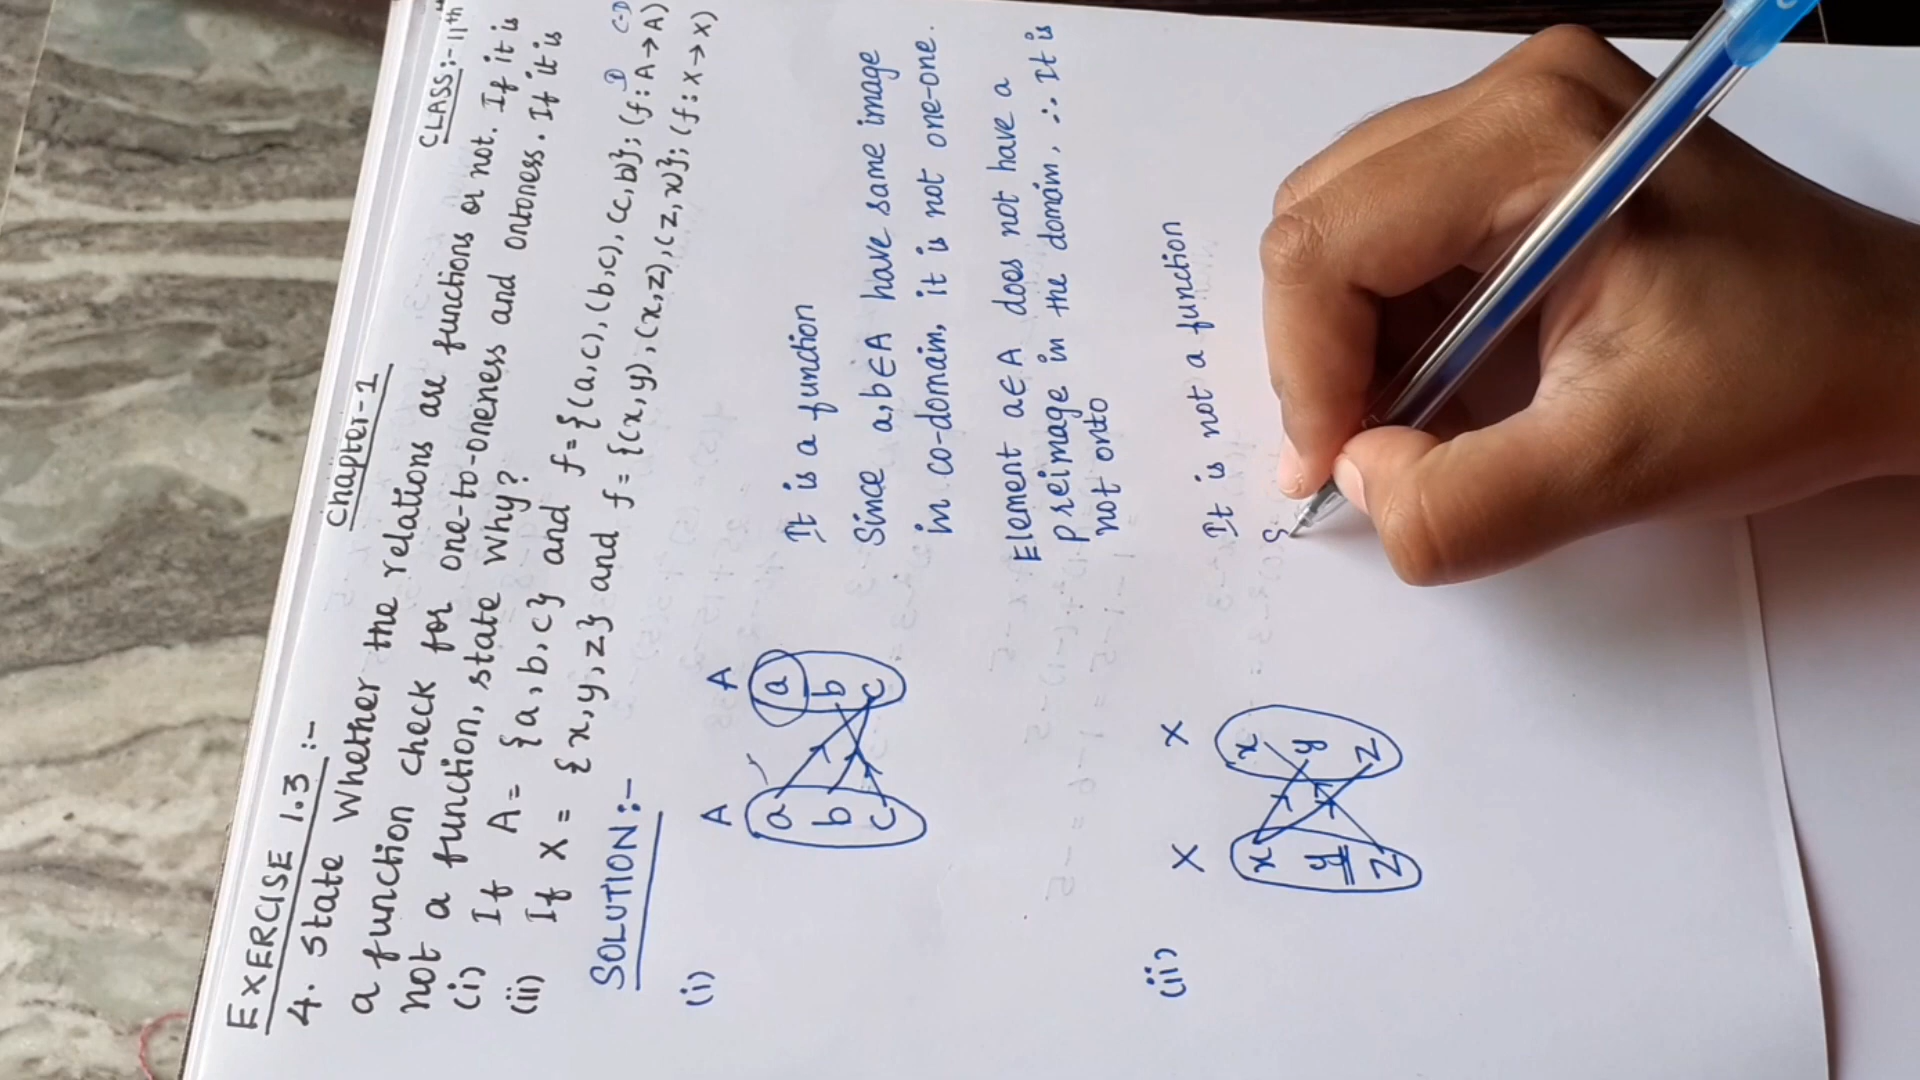 CLASS:-11th
Chapter-1
EXERCISE 1.3 :-
4. State whether the relations are functions or not. If it is
a function check for one-to-oneness and ontoness. If it is
not a function, state why?
(i) If A = {a, b, c} and f = {(a,c), (b,c), (c,b)}; (f: A → A)
D C-D
(ii) If X = {x, y, z} and f = {(x,y), (x,z), (z,x)}; (f: X → X)
SOLUTION:-
(i)
A A
a a
b b
c c
It is a function
Since a,b∈A have same image
in co-domain, it is not one-one.
Element a∈A does not have a
preimage in the domain, ∴ It is
not onto
(ii)
X X
x x
y y
z z
It is not a function